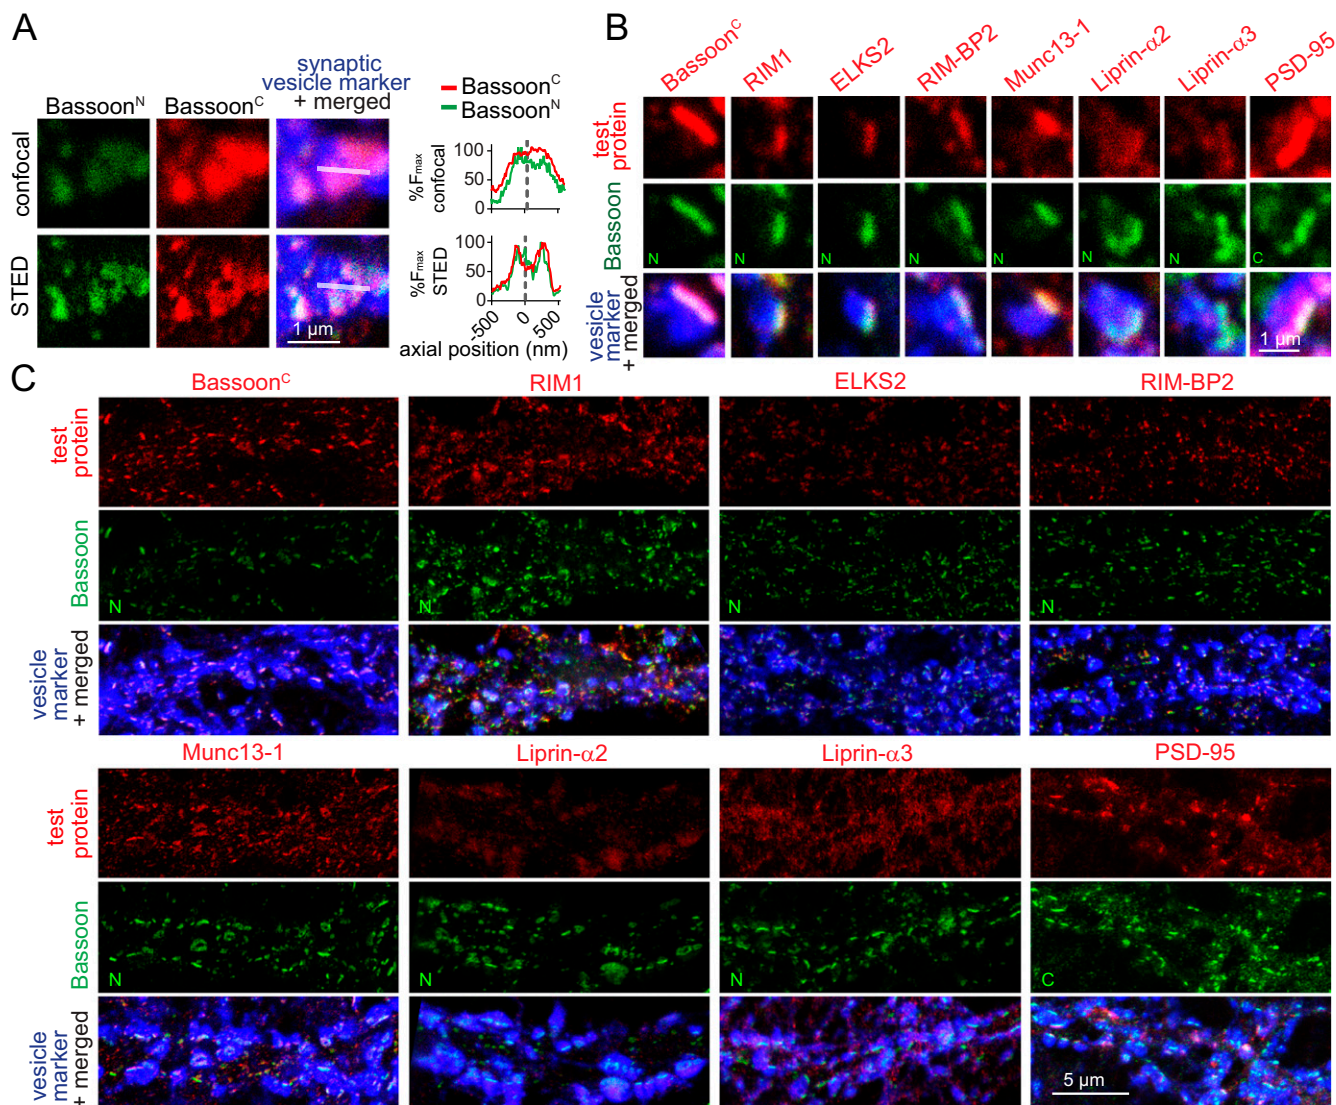 A
Bassoon^N
Bassoon^C
synaptic
vesicle marker
+ merged
confocal
STED
1 µm
Bassoon^C
Bassoon^N
%Fmax
confocal
100
50
0
%Fmax
STED
100
50
0
-500
0
500
axial position (nm)
B
Bassoon^C
RIM1
ELKS2
RIM-BP2
Munc13-1
Liprin-α2
Liprin-α3
PSD-95
test
protein
Bassoon
N
N
N
N
N
N
N
C
vesicle
marker
+ merged
1 µm
C
Bassoon^C
RIM1
ELKS2
RIM-BP2
test
protein
Bassoon
N
N
N
N
vesicle
marker
+ merged
Munc13-1
Liprin-α2
Liprin-α3
PSD-95
test
protein
Bassoon
N
N
N
C
vesicle
marker
+ merged
5 µm